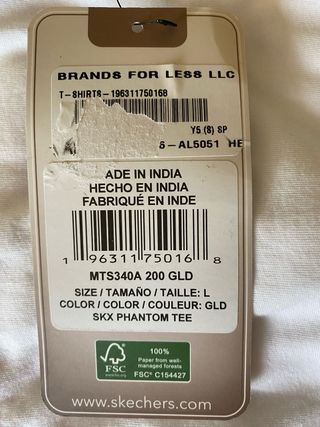 BRANDS FOR LESS LLC
T-SHIRTS-196311750168
Y5 (8) SP
-AL5051 HE
ADE IN INDIA
HECHO EN INDIA
FABRIQUÉ EN INDE
1 96311 75016 8
MTS340A 200 GLD
SIZE / TAMAÑO / TAILLE: L
COLOR / COLOR / COULEUR: GLD
SKX PHANTOM TEE
FSC
100%
Paper from well-
managed forests
FSC® C154427
www.skechers.com